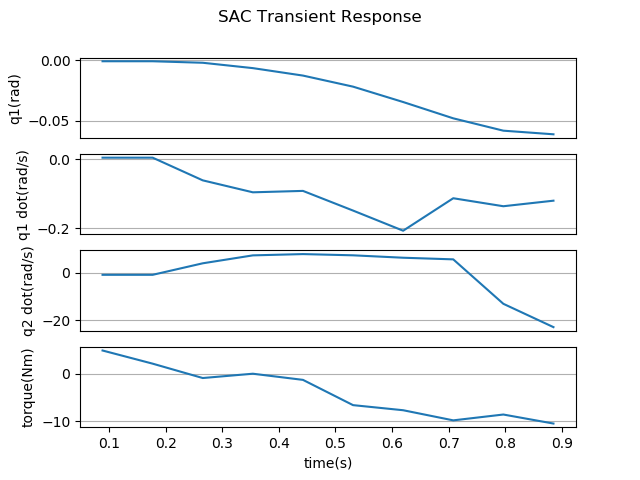 SAC Transient Response
q1(rad)
0.00
−0.05
q1 dot(rad/s)
0.0
−0.2
q2 dot(rad/s)
0
−20
torque(Nm)
0
−10
0.1 0.2 0.3 0.4 0.5 0.6 0.7 0.8 0.9
time(s)